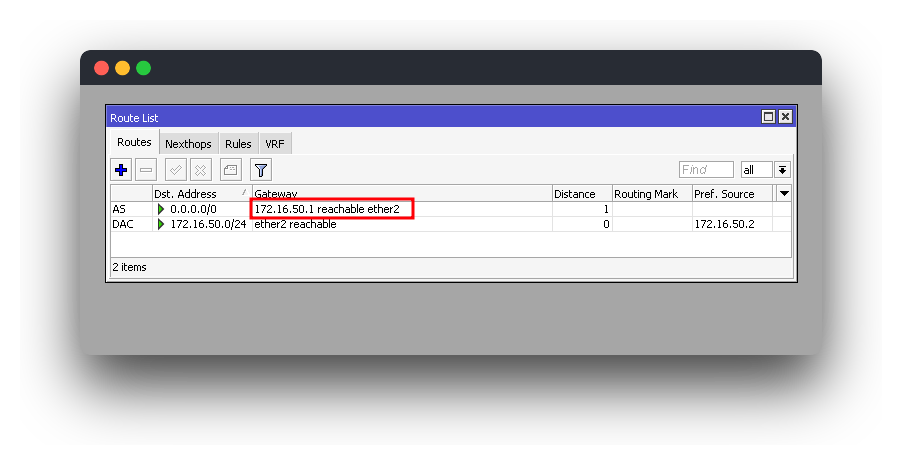 Route List
Routes Nexthops Rules VRF
Find all
Dst. Address Gateway Distance Routing Mark Pref. Source
AS 0.0.0.0/0 172.16.50.1 reachable ether2 1
DAC 172.16.50.0/24 ether2 reachable 0 172.16.50.2
2 items